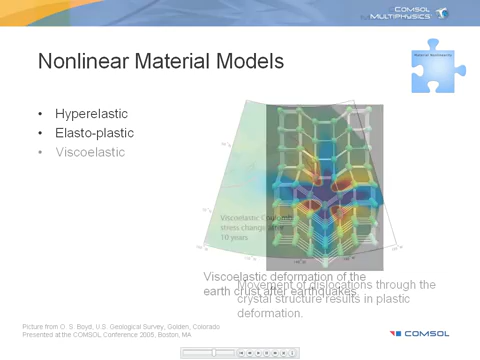 COMSOL
MULTIPHYSICS
Material Nonlinearity
Nonlinear Material Models
• Hyperelastic
• Elasto-plastic
• Viscoelastic
Viscoelastic Coulomb
stress change after
10 years
Viscoelastic deformation of the
earth crust after earthquakes
Movement of dislocations through the
crystal structure results in plastic
deformation.
Picture from O. S. Boyd, U.S. Geological Survey, Golden, Colorado
Presented at the COMSOL Conference 2005, Boston, MA
COMSOL